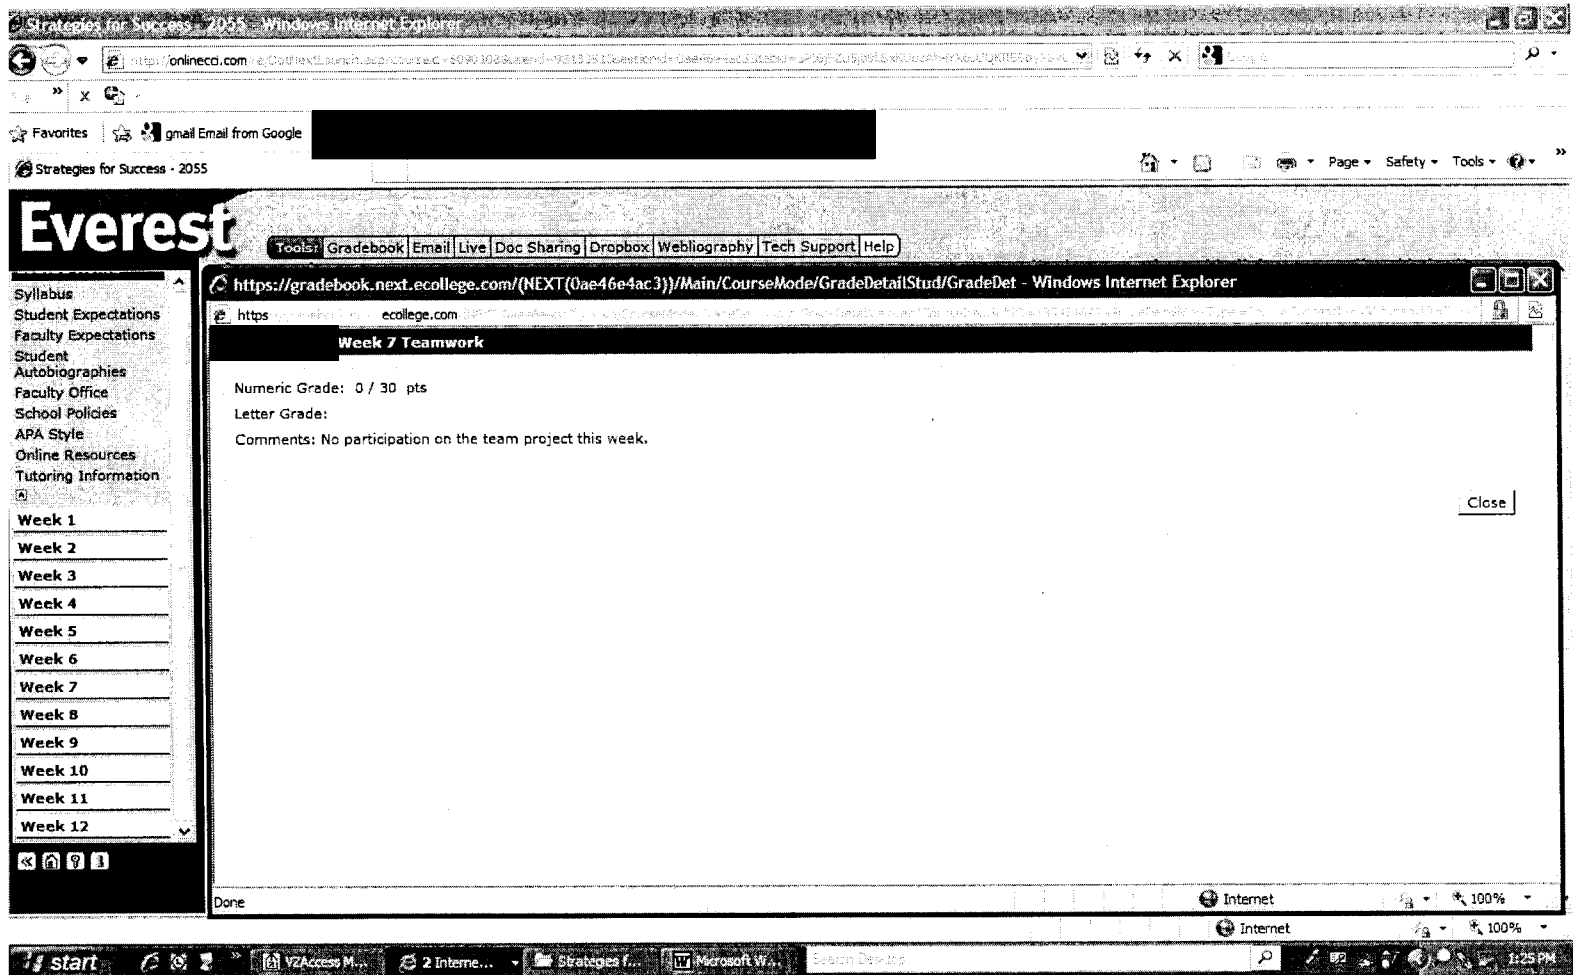 Strategies for Success - 2055 - Windows Internet Explorer
onlinecci.com
Favorites gmail Email from Google
Strategies for Success - 2055
Page Safety Tools
Everest
Tools: Gradebook Email Live Doc Sharing Dropbox Webliography Tech Support Help
https://gradebook.next.ecollege.com/(NEXT(0ae46e4ac3))/Main/CourseMode/GradeDetailStud/GradeDet - Windows Internet Explorer
https ecollege.com
Week 7 Teamwork
Numeric Grade: 0 / 30 pts
Letter Grade:
Comments: No participation on the team project this week.
Close
Syllabus
Student Expectations
Faculty Expectations
Student
Autobiographies
Faculty Office
School Policies
APA Style
Online Resources
Tutoring Information
Week 1
Week 2
Week 3
Week 4
Week 5
Week 6
Week 7
Week 8
Week 9
Week 10
Week 11
Week 12
Done Internet 100%
Internet 100%
start VZAccess M... 2 Interne... Strategies f... Microsoft W... Search Desktop 1:25 PM